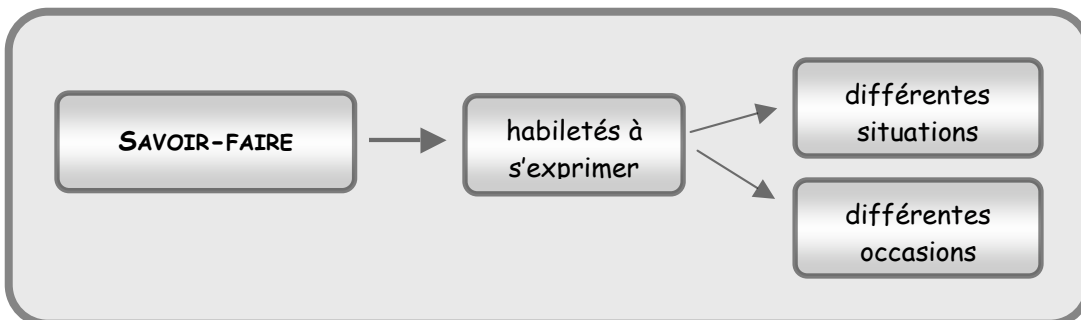 SAVOIR-FAIRE
habiletés à
s'exprimer
différentes
situations
différentes
occasions